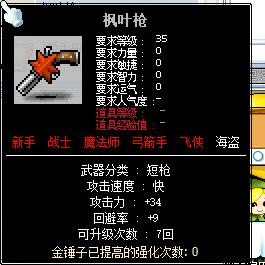 枫叶枪
要求等级： 35
要求力量： 0
要求敏捷： 0
要求智力： 0
要求运气： 0
要求人气度： -
道具等级： -
道具经验值： -
新手 战士 魔法师 弓箭手 飞侠 海盗
武器分类 : 短枪
攻击速度 : 快
攻击力 : +34
回避率 : +9
可升级次数 : 7回
金锤子已提高的强化次数: 0